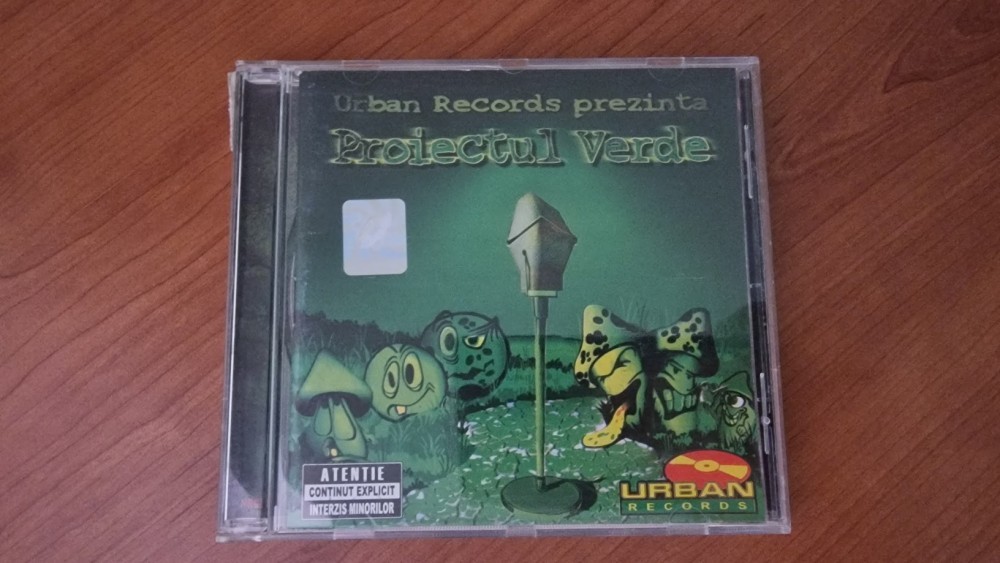 Urban Records prezinta
Proiectul Verde
ATENTIE
CONTINUT EXPLICIT
INTERZIS MINORILOR
URBAN
RECORDS